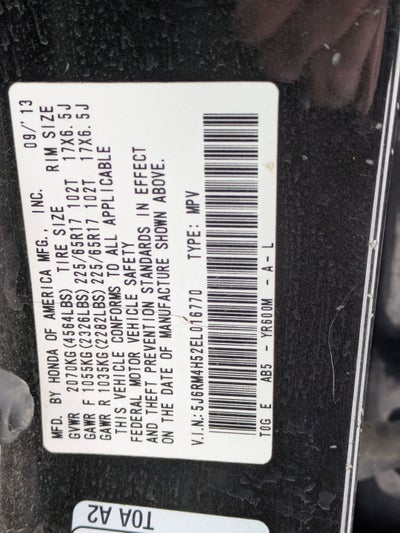 MFD. BY HONDA OF AMERICA MFG., INC. 09/'13
TIRE SIZE RIM SIZE
GVWR 2070KG(4564LBS)
GAWR F 1055KG(2326LBS) 225/65R17 102T 17X6.5J
GAWR R 1035KG(2282LBS) 225/65R17 102T 17X6.5J
THIS VEHICLE CONFORMS TO ALL APPLICABLE
FEDERAL MOTOR VEHICLE SAFETY
AND THEFT PREVENTION STANDARDS IN EFFECT
ON THE DATE OF MANUFACTURE SHOWN ABOVE.
V.I.N.:5J6RM4H52EL016770 TYPE: MPV
T0G E AB5 - YR600M - A-L
T0A A2